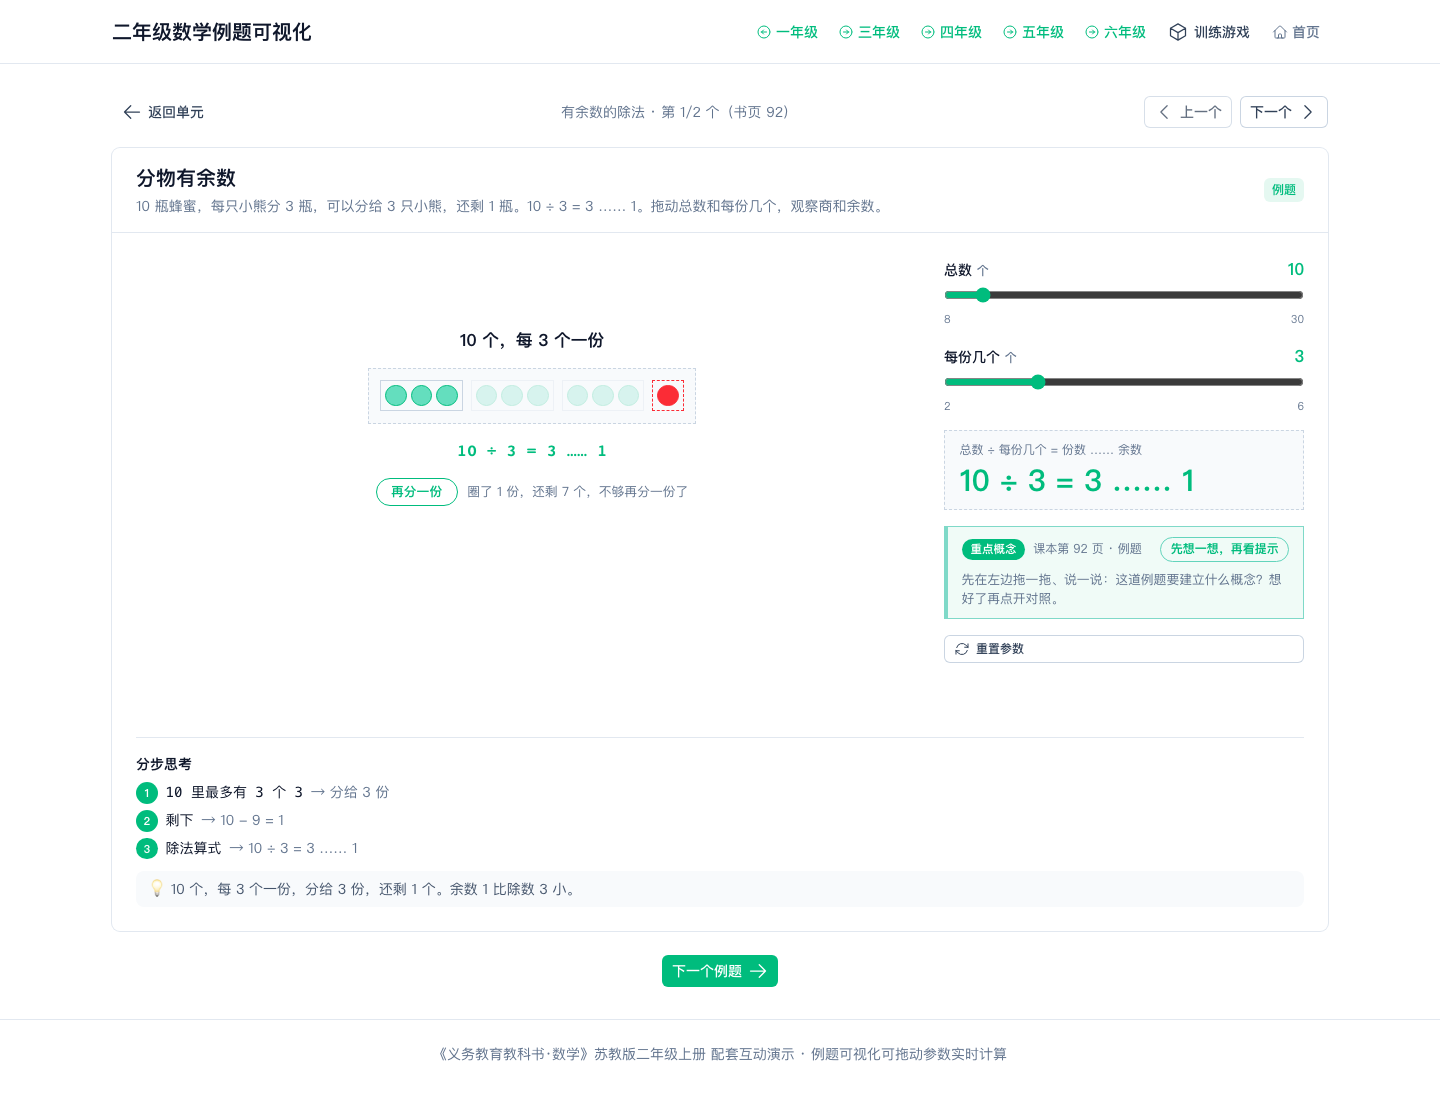 二年级数学例题可视化
一年级
三年级
四年级
五年级
六年级
训练游戏
首页
返回单元
有余数的除法 · 第 1/2 个（书页 92）
上一个
下一个
分物有余数
10 瓶蜂蜜，每只小熊分 3 瓶，可以分给 3 只小熊，还剩 1 瓶。10 ÷ 3 = 3 …… 1。拖动总数和每份几个，观察商和余数。
例题
10 个，每 3 个一份
10 ÷ 3 = 3 …… 1
再分一份
圈了 1 份，还剩 7 个，不够再分一份了
总数 个
10
8
30
每份几个 个
3
2
6
总数 ÷ 每份几个 = 份数 …… 余数
10 ÷ 3 = 3 …… 1
重点概念
课本第 92 页 · 例题
先想一想，再看提示
先在左边拖一拖、说一说：这道例题要建立什么概念？想
好了再点开对照。
重置参数
分步思考
1 10 里最多有 3 个 3 → 分给 3 份
2 剩下 → 10 − 9 = 1
3 除法算式 → 10 ÷ 3 = 3 …… 1
10 个，每 3 个一份，分给 3 份，还剩 1 个。余数 1 比除数 3 小。
下一个例题
《义务教育教科书·数学》苏教版二年级上册 配套互动演示 · 例题可视化可拖动参数实时计算